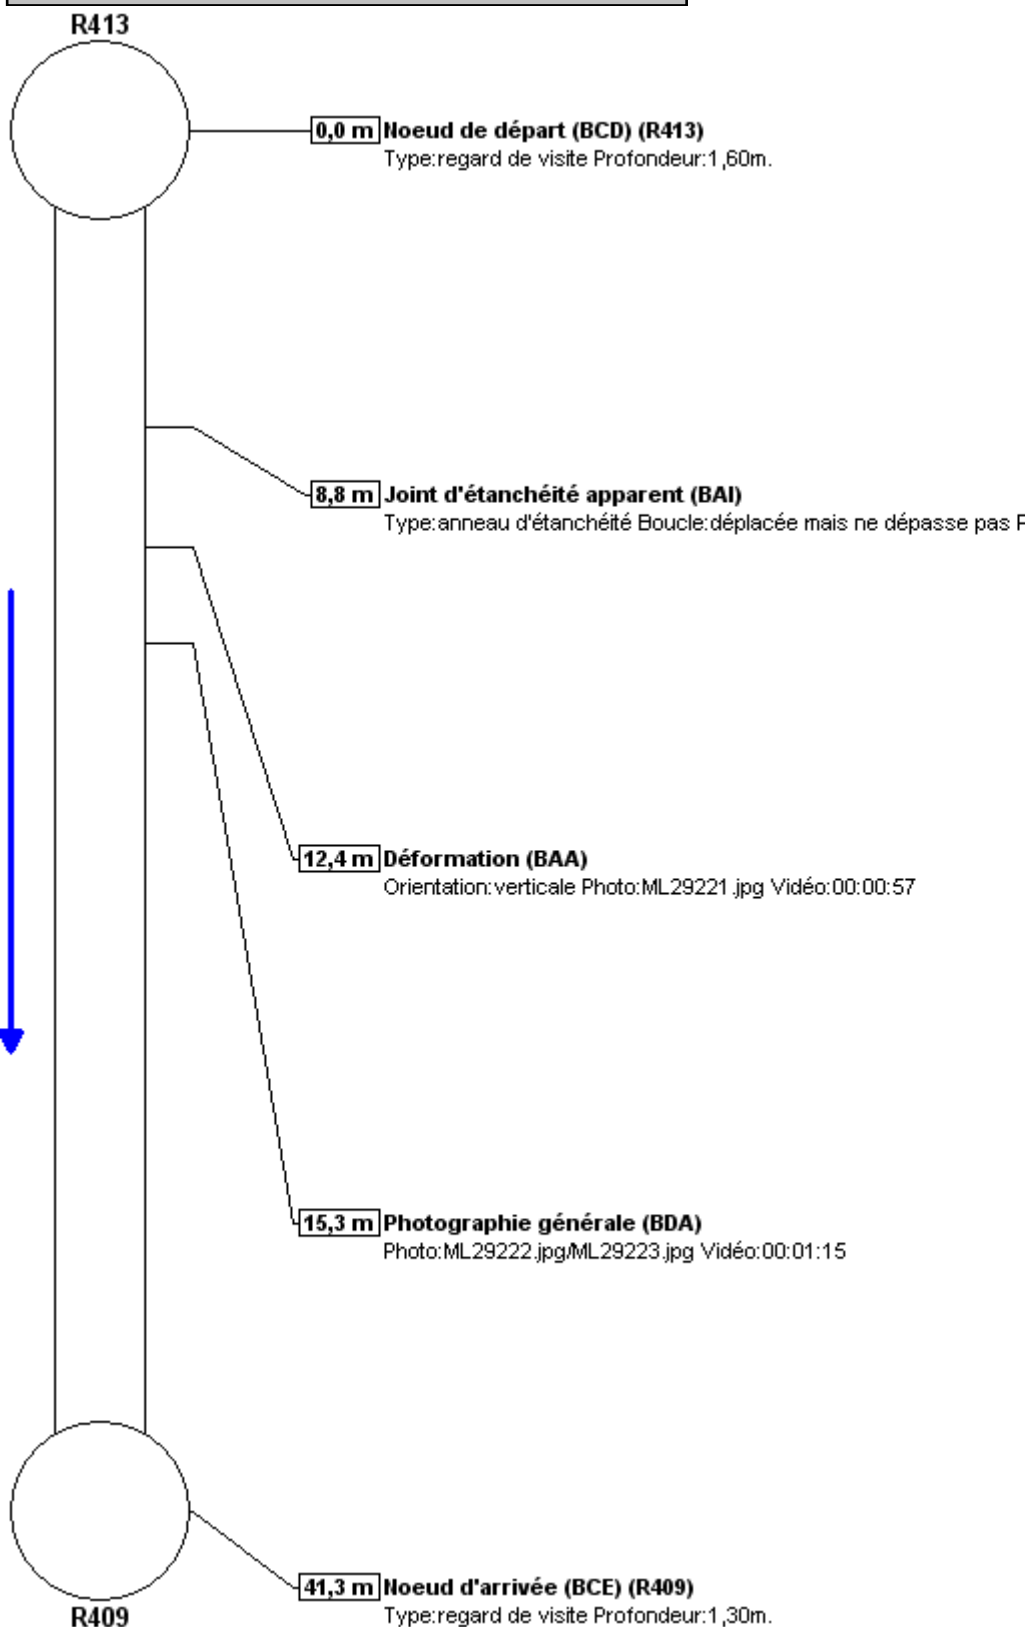 R413
0,0 m Noeud de départ (BCD) (R413)
Type:regard de visite Profondeur:1,60m.
8,8 m Joint d'étanchéité apparent (BAI)
Type:anneau d'étanchéité Boucle:déplacée mais ne dépasse pas
12,4 m Déformation (BAA)
Orientation:verticale Photo:ML29221.jpg Vidéo:00:00:57
15,3 m Photographie générale (BDA)
Photo:ML29222.jpg/ML29223.jpg Vidéo:00:01:15
41,3 m Noeud d'arrivée (BCE) (R409)
Type:regard de visite Profondeur:1,30m.
R409